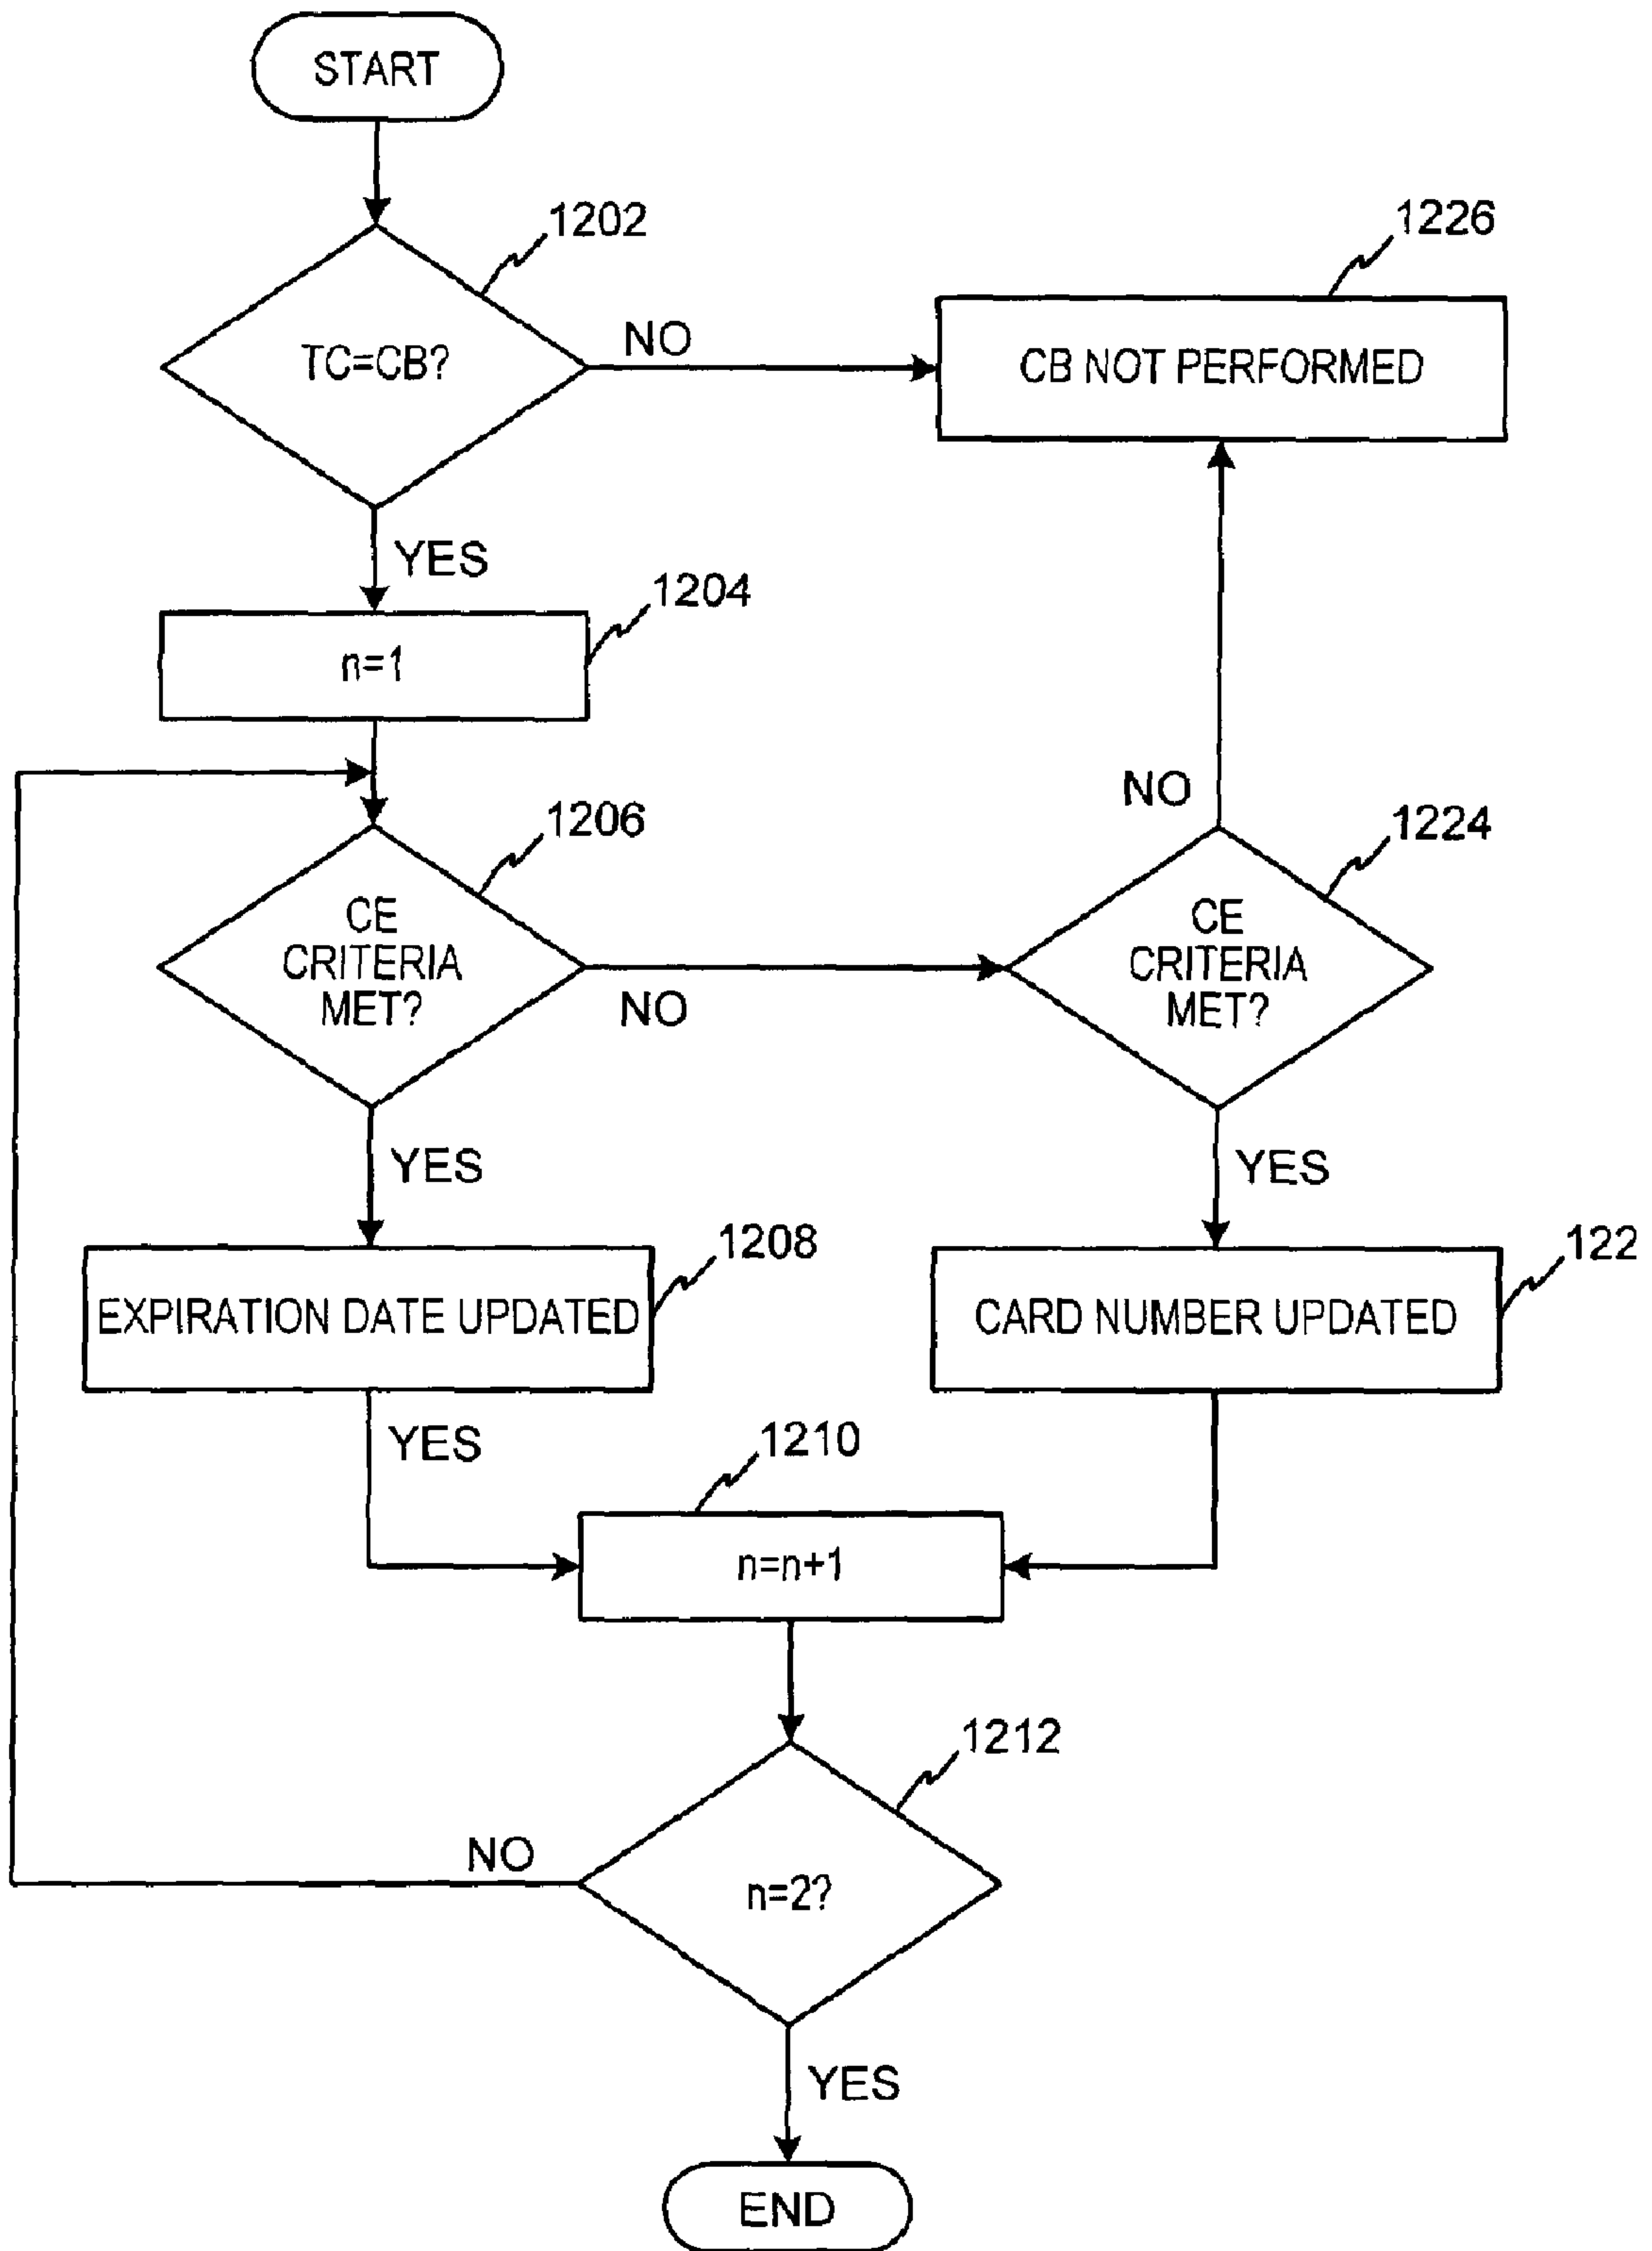 START
1202
TC=CB?
NO
1226
CB NOT PERFORMED
YES
1204
n=1
1206
CE
CRITERIA
MET?
NO
NO
1224
CE
CRITERIA
MET?
YES
YES
1208
EXPIRATION DATE UPDATED
122
CARD NUMBER UPDATED
YES
1210
n=n+1
1212
NO
n=2?
YES
END